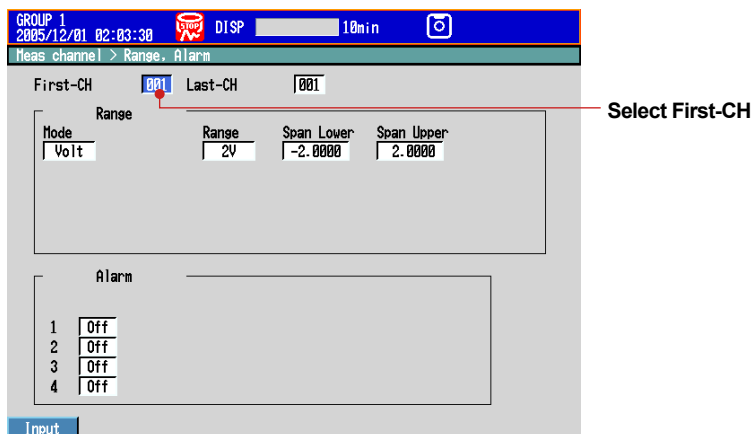 GROUP 1
2005/12/01 02:03:30 STOP DISP 10min
Meas channel > Range, Alarm
First-CH 001 Last-CH 001
Select First-CH
Range
Mode Range Span Lower Span Upper
Volt 2V -2.0000 2.0000
Alarm
1 Off
2 Off
3 Off
4 Off
Input